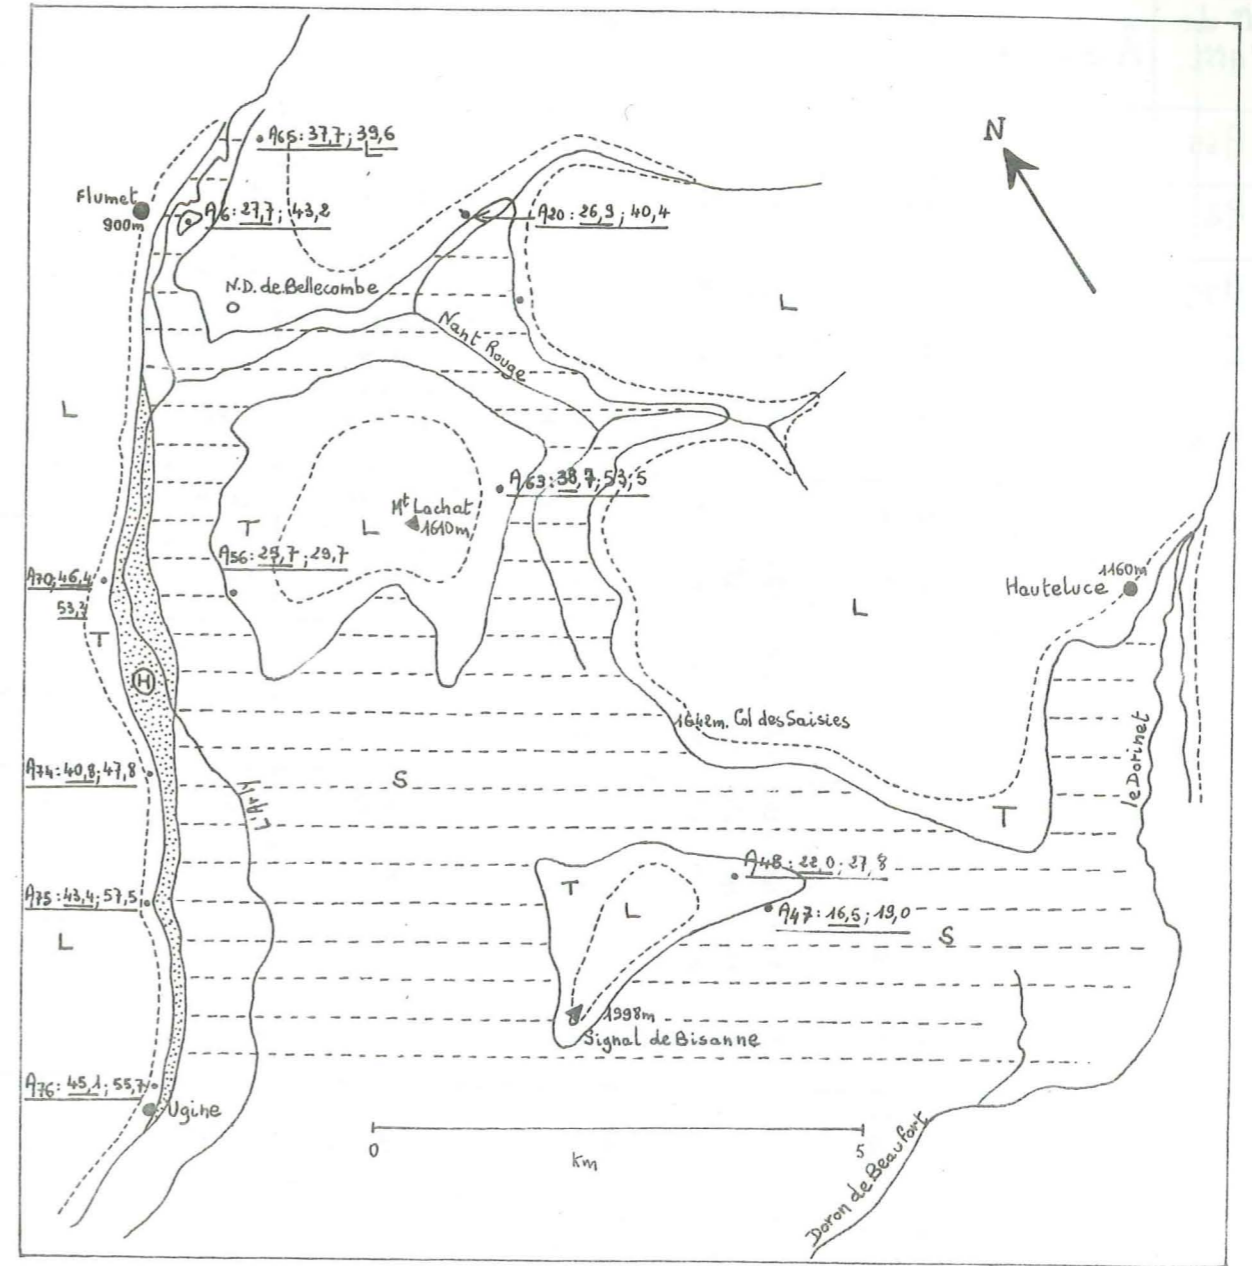 N
A65: 37,7; 39,6
L
Flumet
900m
A6: 27,7; 43,2
A20: 26,9; 40,4
N.D. de Bellecombe
L
Nant Rouge
L
A63: 38,7; 53,5
Mt Lachat
1610m
T
L
A56: 29,7; 29,7
A70; 46,4
53,3
T
1160m
Hauteluce
L
H
1642m. Col des Saisies
le Dorinet
A74: 40,8; 47,8
S
L'Arly
T
A48: 22,0; 27,8
T
A75: 43,4; 57,5
L
A47: 16,5; 19,0
L
S
1998m
Signal de Bisanne
A76: 45,1; 55,7
Ugine
0
5
km
Doron de Beaufort